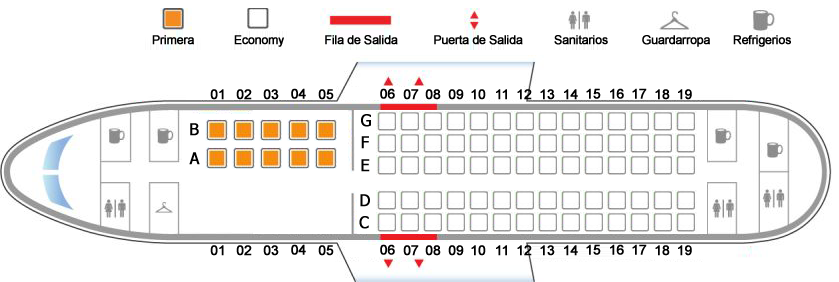 Primera Economy Fila de Salida Puerta de Salida Sanitarios Guardarropa Refrigerios
01 02 03 04 05 06 07 08 09 10 11 12 13 14 15 16 17 18 19
G
B
F
A
E
D
C
01 02 03 04 05 06 07 08 09 10 11 12 13 14 15 16 17 18 19